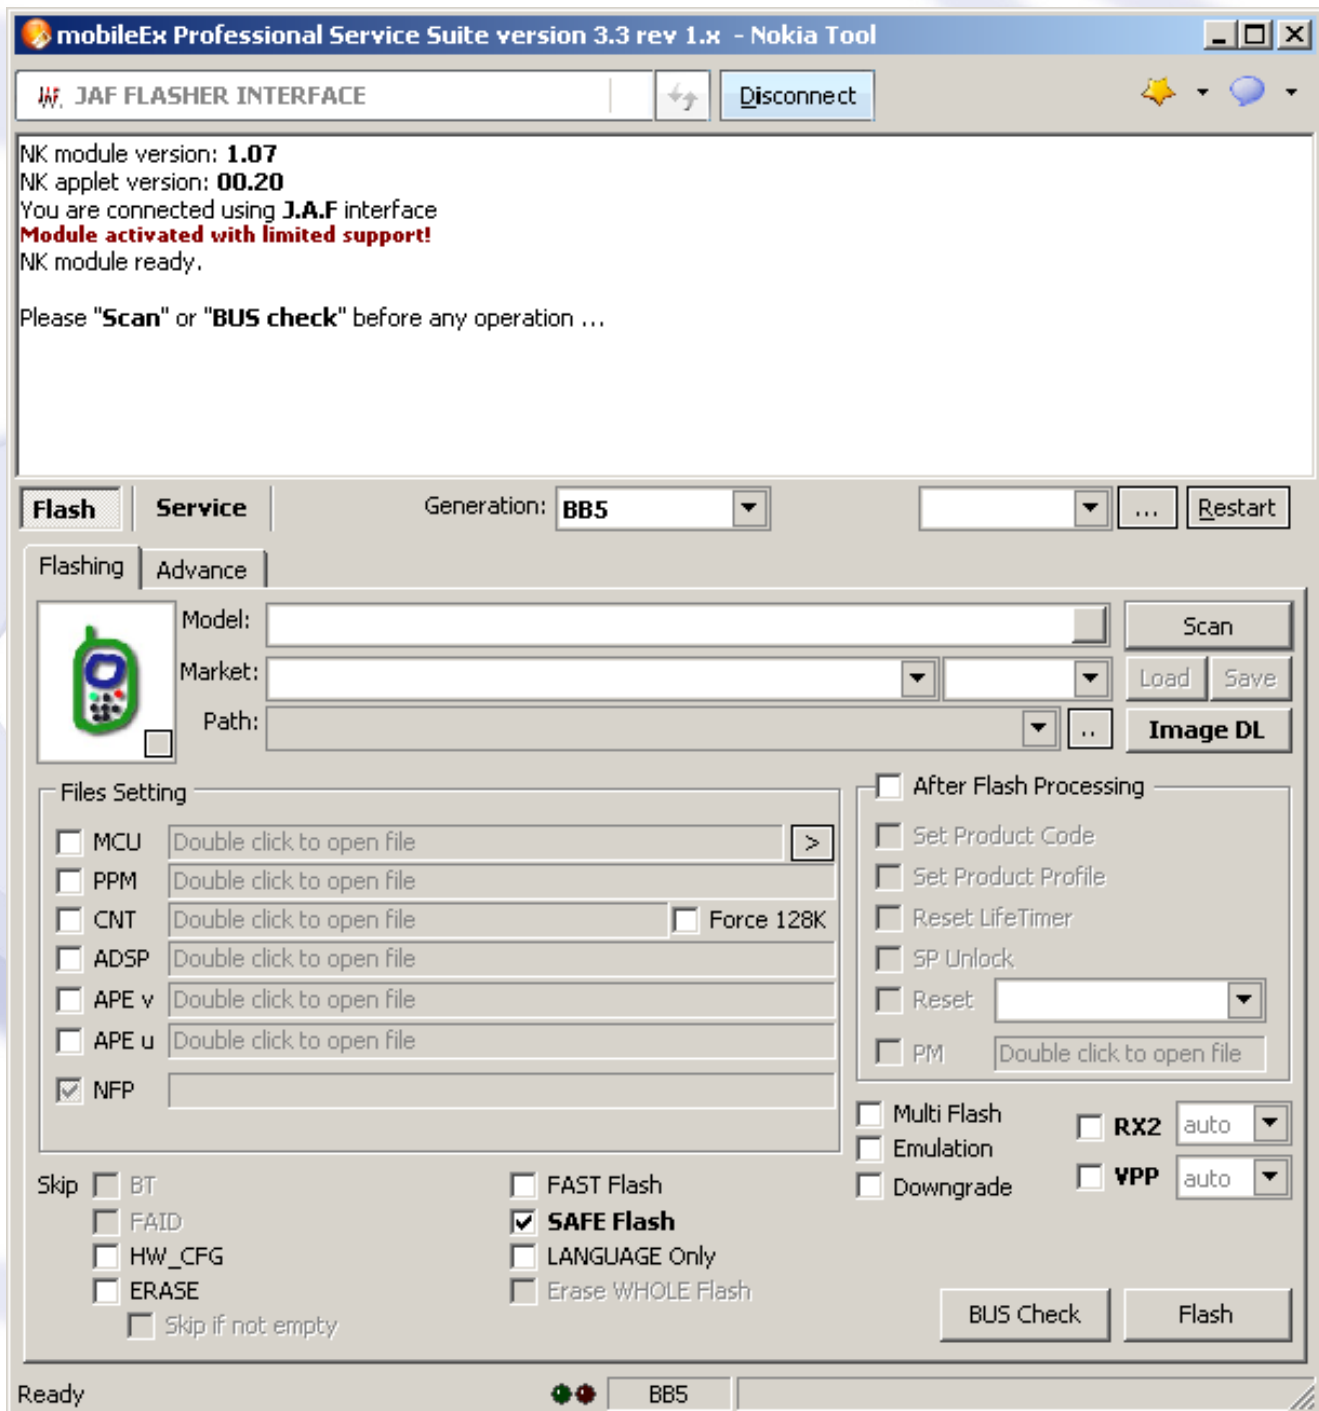 mobileEx Professional Service Suite version 3.3 rev 1.x - Nokia Tool
JAF JAF FLASHER INTERFACE Disconnect
NK module version: 1.07
NK applet version: 00.20
You are connected using J.A.F interface
Module activated with limited support!
NK module ready.
Please "Scan" or "BUS check" before any operation ...
Flash Service Generation: BB5 ... Restart
Flashing Advance
Model: Scan
Market: Load Save
Path: .. Image DL
Files Setting
MCU Double click to open file >
PPM Double click to open file
CNT Double click to open file Force 128K
ADSP Double click to open file
APE v Double click to open file
APE u Double click to open file
NFP
After Flash Processing
Set Product Code
Set Product Profile
Reset LifeTimer
SP Unlock
Reset
PM Double click to open file
Multi Flash RX2 auto
Emulation
Downgrade VPP auto
Skip BT FAST Flash
FAID SAFE Flash
HW_CFG LANGUAGE Only
ERASE Erase WHOLE Flash
Skip if not empty
BUS Check Flash
Ready BB5